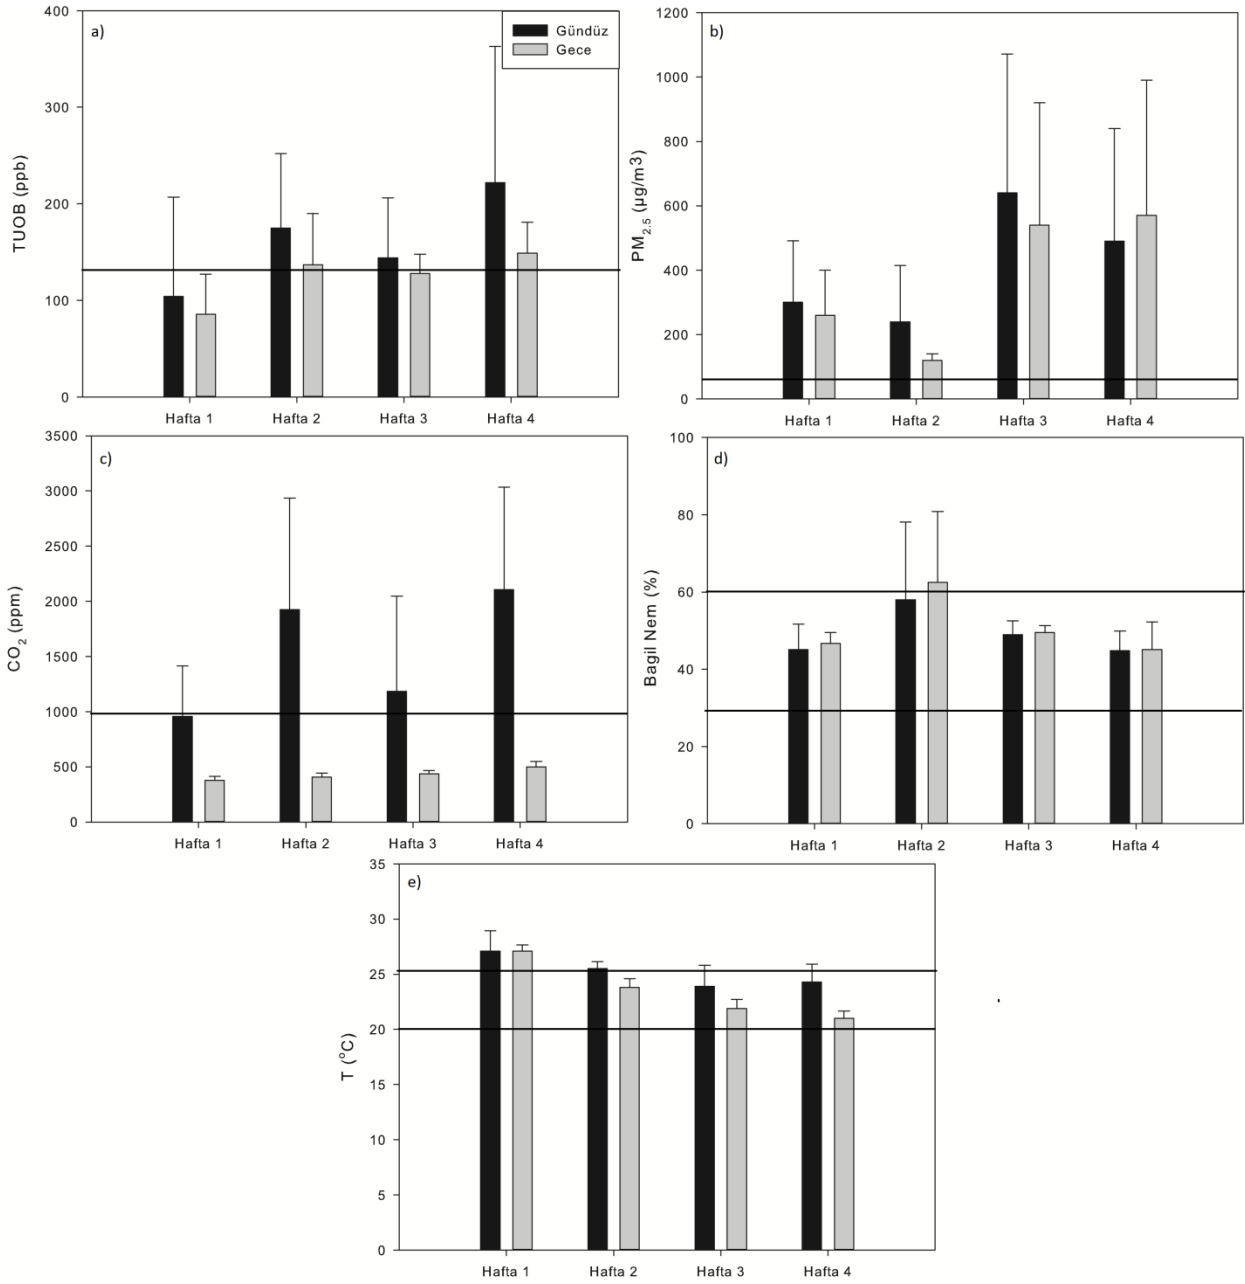 a)
Gündüz
Gece
400
300
200
100
0
TUOB (ppb)
Hafta 1 Hafta 2 Hafta 3 Hafta 4
b)
1200
1000
800
600
400
200
0
PM2.5 (µg/m3)
Hafta 1 Hafta 2 Hafta 3 Hafta 4
c)
3500
3000
2500
2000
1500
1000
500
0
CO2 (ppm)
Hafta 1 Hafta 2 Hafta 3 Hafta 4
d)
100
80
60
40
20
0
Bagil Nem (%)
Hafta 1 Hafta 2 Hafta 3 Hafta 4
e)
35
30
25
20
15
10
5
0
T (°C)
Hafta 1 Hafta 2 Hafta 3 Hafta 4